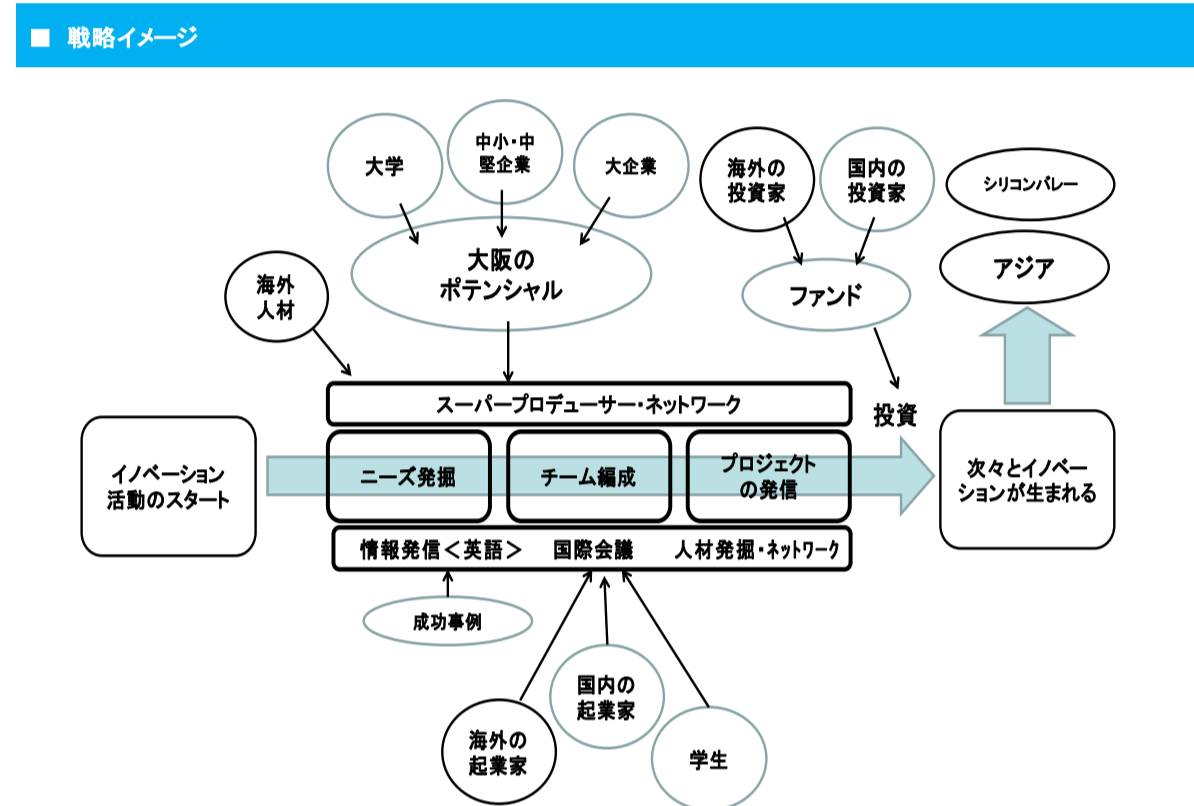 ■ 戦略イメージ
大学
中小・中
堅企業
大企業
海外の
投資家
国内の
投資家
シリコンバレー
大阪の
ポテンシャル
ファンド
アジア
海外
人材
スーパープロデューサー・ネットワーク
投資
イノベーション
活動のスタート
ニーズ発掘
チーム編成
プロジェクト
の発信
次々とイノベー
ションが生まれる
情報発信＜英語＞ 国際会議 人材発掘・ネットワーク
成功事例
国内の
起業家
海外の
起業家
学生